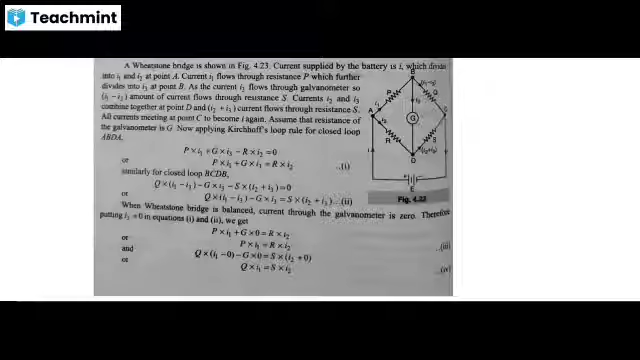 Teachmint
A Wheatstone bridge is shown in Fig. 4.23. Current supplied by the battery is i, which divide
into i₁ and i₂ at point A. Current i₁ flows through resistance P which further
divides into i₃ at point B. As the current i₃ flows through galvanometer so
(i₁ − i₃) amount of current flows through resistance S. Currents i₂ and i₃
combine together at point D and (i₂ + i₃) current flows through resistance S.
All currents meeting at point C to become i again. Assume that resistance of
the galvanometer is G. Now applying Kirchhoff's loop rule for closed loop
ABDA.
P × i₁ + G × i₃ − R × i₂ = 0
or P × i₁ + G × i₃ = R × i₂ ...(i)
similarly for closed loop BCDB,
Q × (i₁ − i₃) − G × i₃ − S × (i₂ + i₃) = 0
or Q × (i₁ − i₃) − G × i₃ = S × (i₂ + i₃) ...(ii)
When Wheatstone bridge is balanced, current through the galvanometer is zero. Therefore
putting i₃ = 0 in equations (i) and (ii), we get
P × i₁ + G × 0 = R × i₂
or P × i₁ = R × i₂ ...(iii)
and Q × (i₁ − 0) − G × 0 = S × (i₂ + 0)
or Q × i₁ = S × i₂ ...(iv)
B
(i₁−i₃)
P
Q
i₁
i₃
A
G
C
i₂
R
S
(i₂+i₃)
D
E
Fig. 4.23